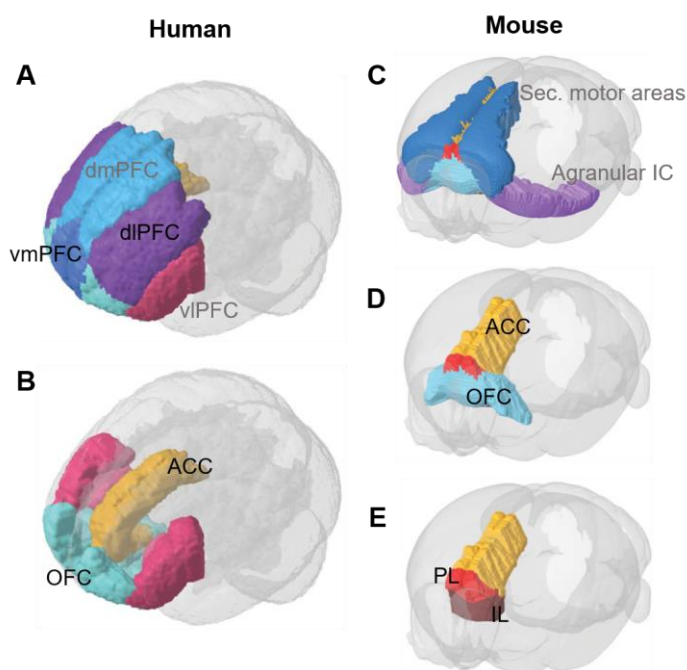 Human
Mouse
A
dmPFC
dlPFC
vmPFC
vlPFC
B
ACC
OFC
C
Sec. motor areas
Agranular IC
D
ACC
OFC
E
PL
IL